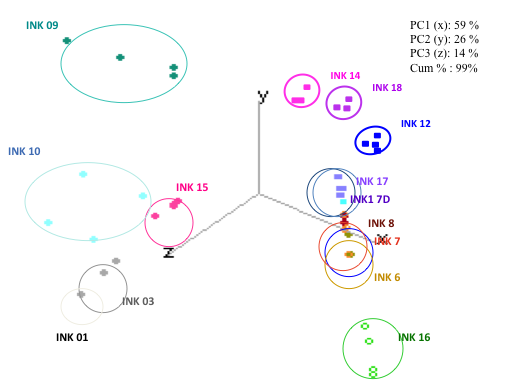 INK 09
PC1 (x): 59 %
PC2 (y): 26 %
PC3 (z): 14 %
Cum % : 99%
INK 14
INK 18
Y
INK 12
INK 10
INK 17
INK 15
INK1 7D
INK 8
X
INK 7
Z
INK 6
INK 03
INK 01
INK 16